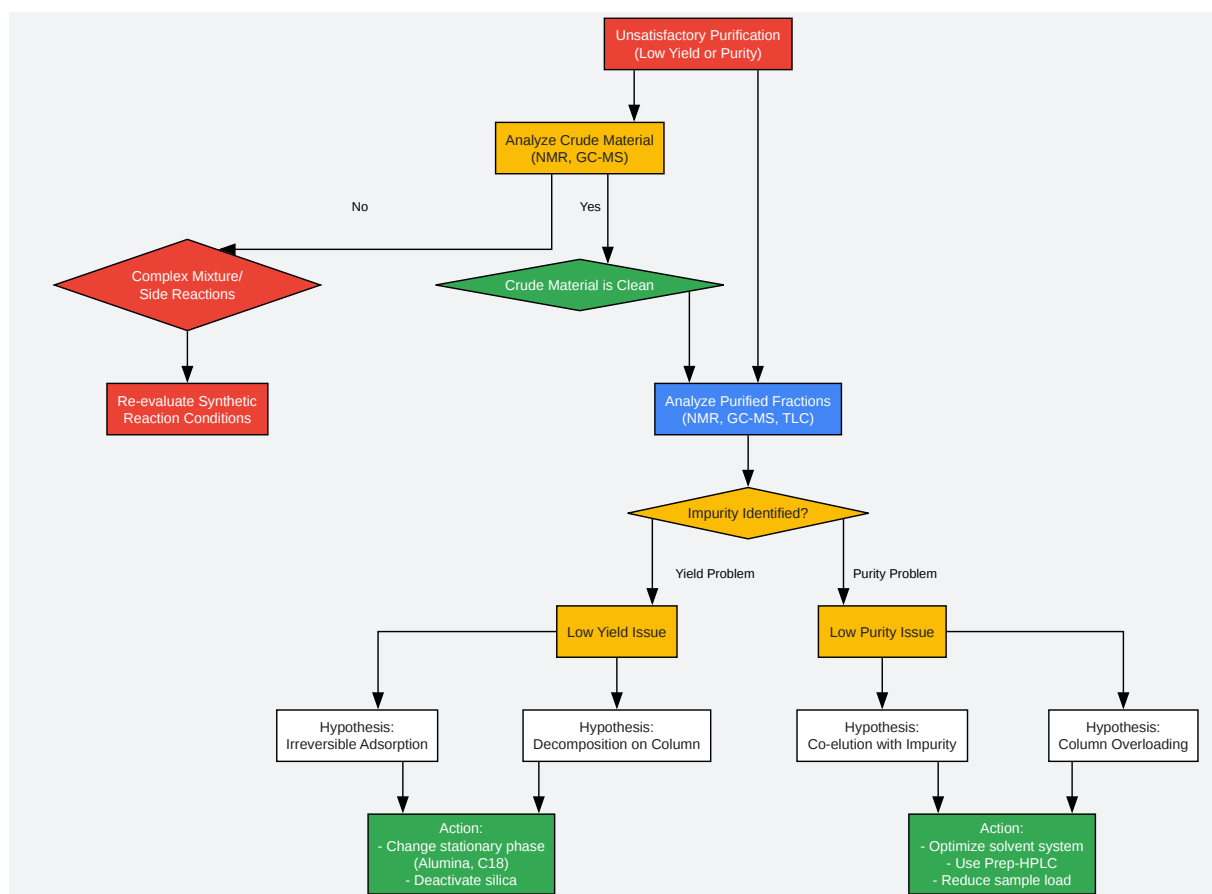 Unsatisfactory Purification
(Low Yield or Purity)
Analyze Crude Material
(NMR, GC-MS)
No
Yes
Complex Mixture/
Side Reactions
Crude Material is Clean
Re-evaluate Synthetic
Reaction Conditions
Analyze Purified Fractions
(NMR, GC-MS, TLC)
Impurity Identified?
Yield Problem
Purity Problem
Low Yield Issue
Low Purity Issue
Hypothesis:
Irreversible Adsorption
Hypothesis:
Decomposition on Column
Hypothesis:
Co-elution with Impurity
Hypothesis:
Column Overloading
Action:
- Change stationary phase
(Alumina, C18)
- Deactivate silica
Action:
- Optimize solvent system
- Use Prep-HPLC
- Reduce sample load